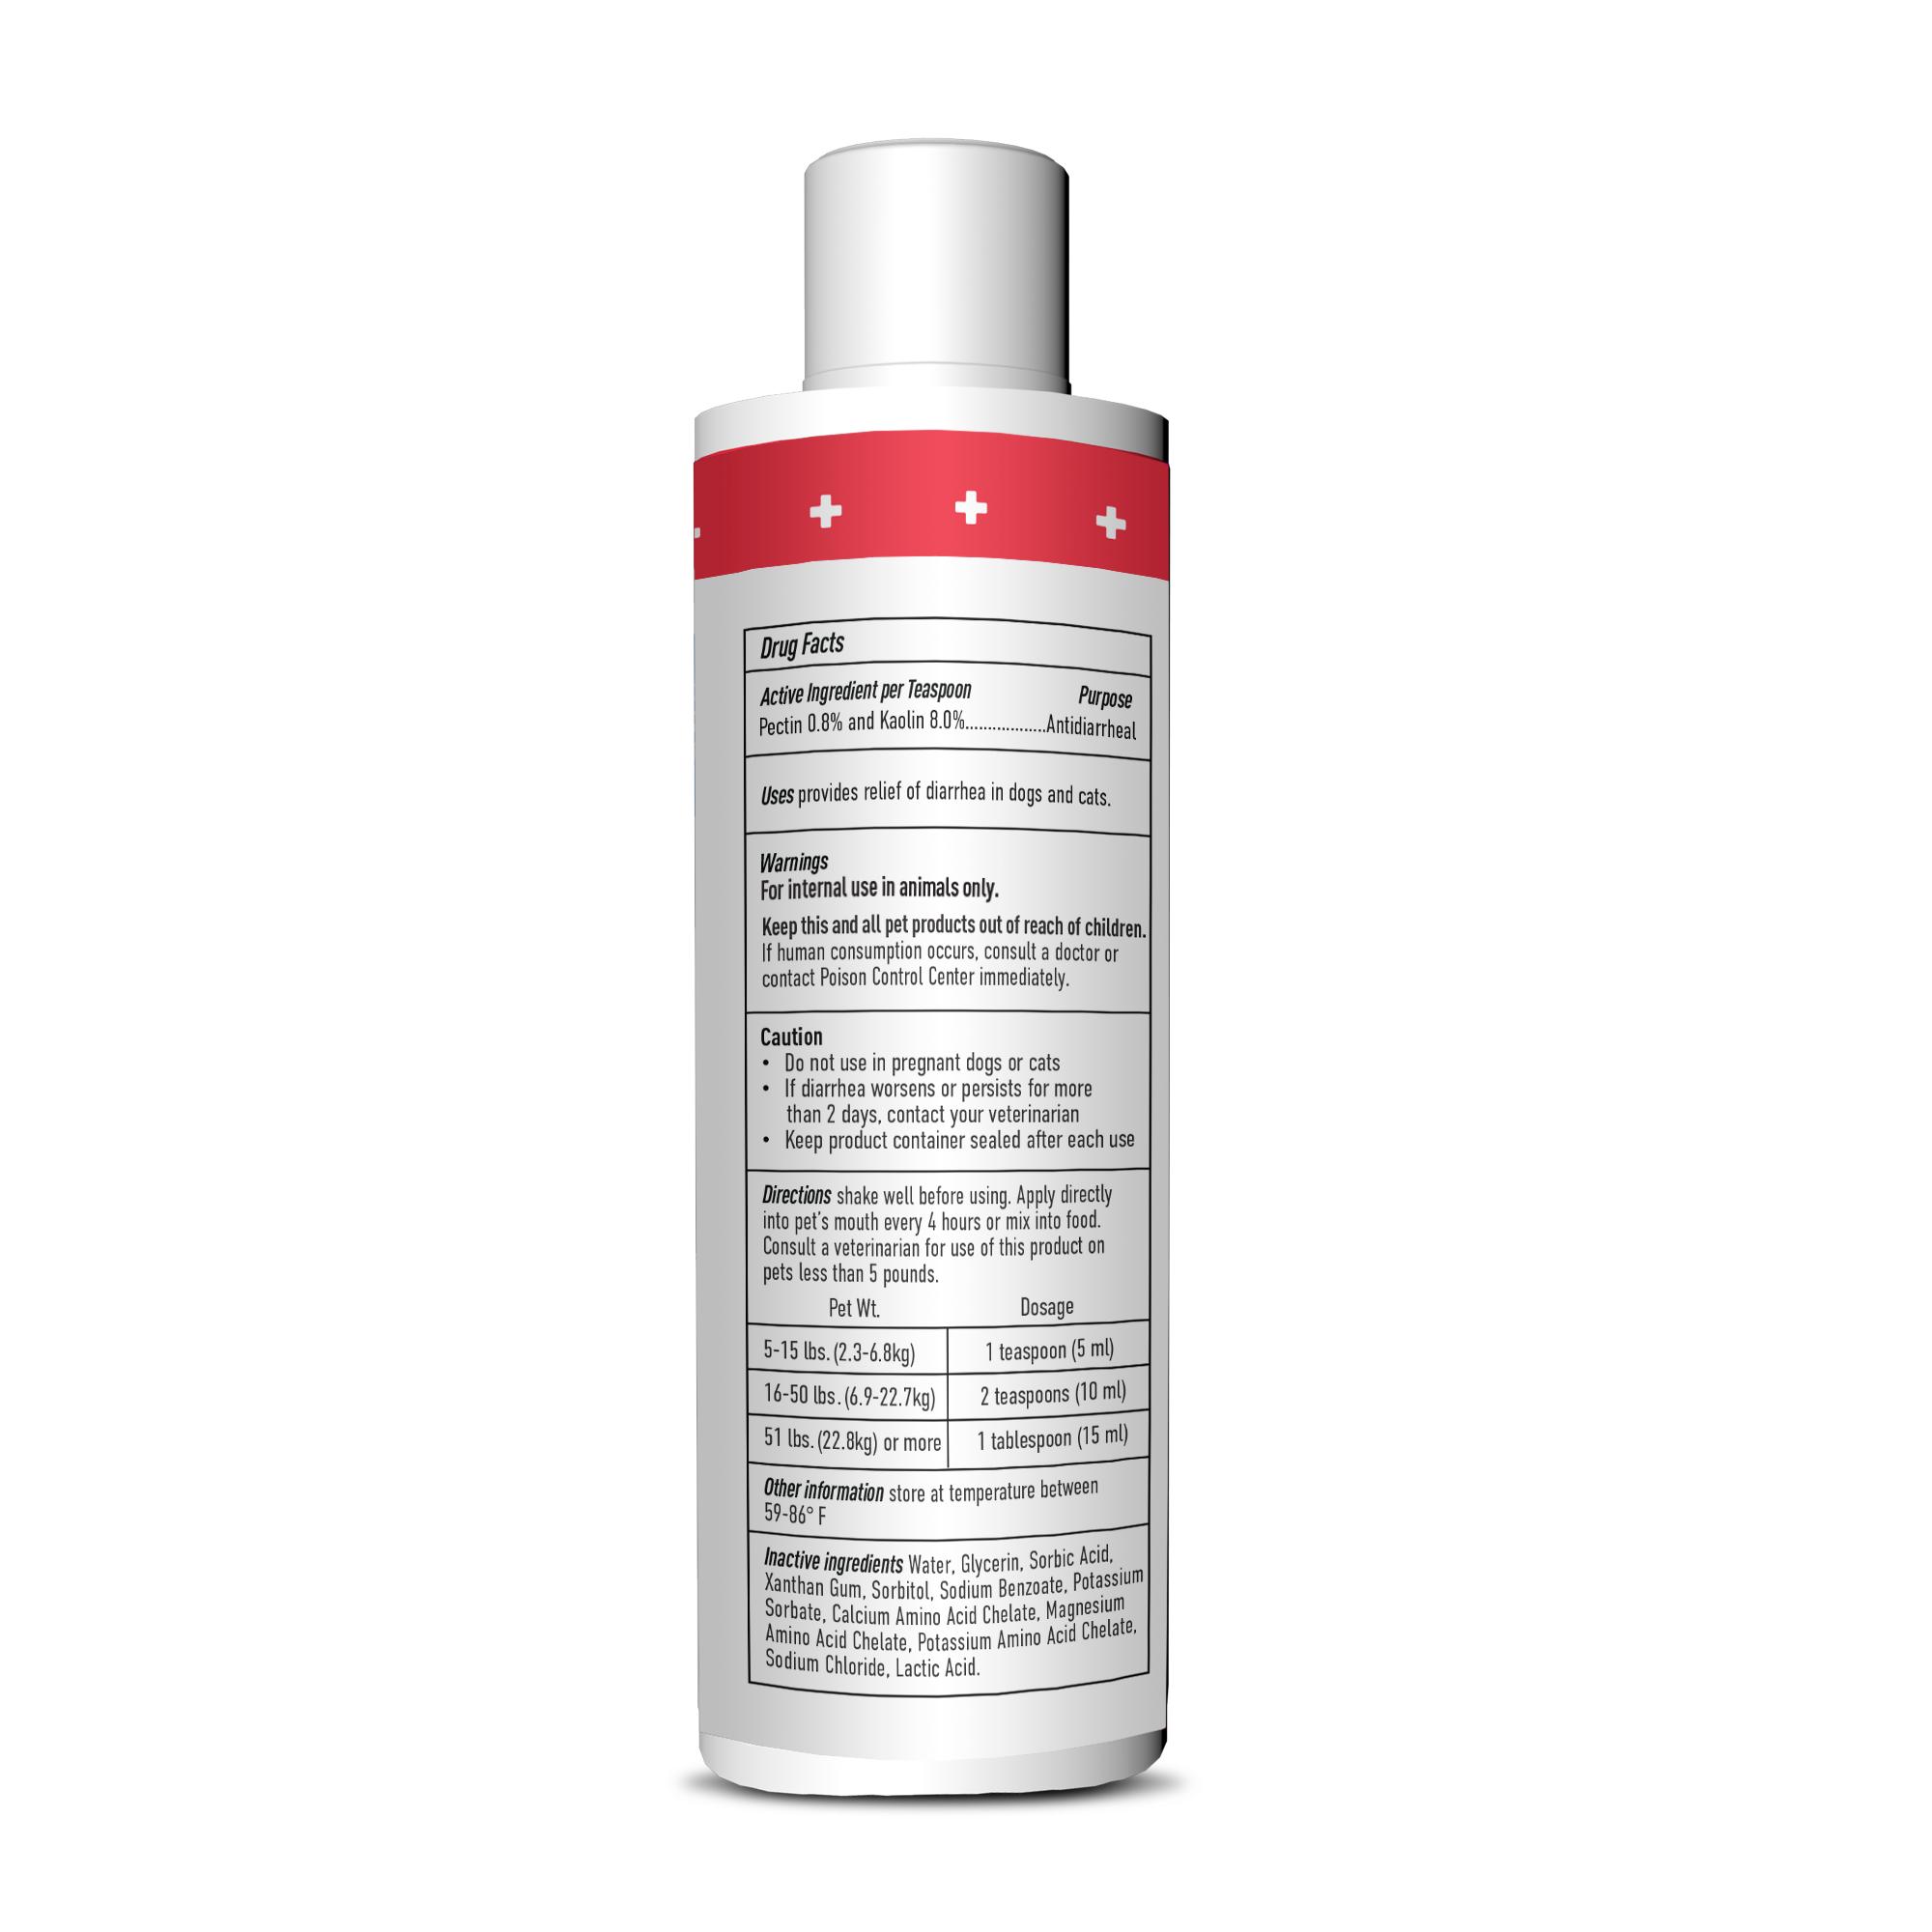 Drug Facts
Active Ingredient per Teaspoon Purpose
Pectin 0.8% and Kaolin 8.0%.................Antidiarrheal
Uses provides relief of diarrhea in dogs and cats.
Warnings
For internal use in animals only.
Keep this and all pet products out of reach of children.
If human consumption occurs, consult a doctor or
contact Poison Control Center immediately.
Caution
• Do not use in pregnant dogs or cats
• If diarrhea worsens or persists for more
than 2 days, contact your veterinarian
• Keep product container sealed after each use
Directions shake well before using. Apply directly
into pet's mouth every 4 hours or mix into food.
Consult a veterinarian for use of this product on
pets less than 5 pounds.
Pet Wt. Dosage
5-15 lbs. (2.3-6.8kg) 1 teaspoon (5 ml)
16-50 lbs. (6.9-22.7kg) 2 teaspoons (10 ml)
51 lbs. (22.8kg) or more 1 tablespoon (15 ml)
Other information store at temperature between
59-86° F
Inactive ingredients Water, Glycerin, Sorbic Acid,
Xanthan Gum, Sorbitol, Sodium Benzoate, Potassium
Sorbate, Calcium Amino Acid Chelate, Magnesium
Amino Acid Chelate, Potassium Amino Acid Chelate,
Sodium Chloride, Lactic Acid.